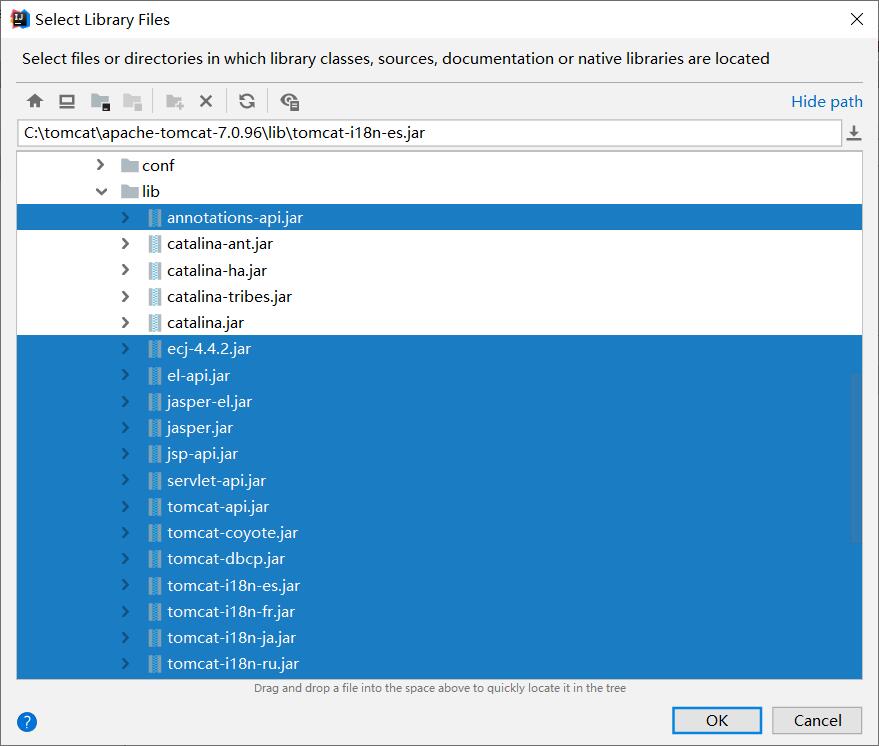 Select Library Files
Select files or directories in which library classes, sources, documentation or native libraries are located
Hide path
C:\tomcat\apache-tomcat-7.0.96\lib\tomcat-i18n-es.jar
conf
lib
annotations-api.jar
catalina-ant.jar
catalina-ha.jar
catalina-tribes.jar
catalina.jar
ecj-4.4.2.jar
el-api.jar
jasper-el.jar
jasper.jar
jsp-api.jar
servlet-api.jar
tomcat-api.jar
tomcat-coyote.jar
tomcat-dbcp.jar
tomcat-i18n-es.jar
tomcat-i18n-fr.jar
tomcat-i18n-ja.jar
tomcat-i18n-ru.jar
Drag and drop a file into the space above to quickly locate it in the tree
?
OK
Cancel